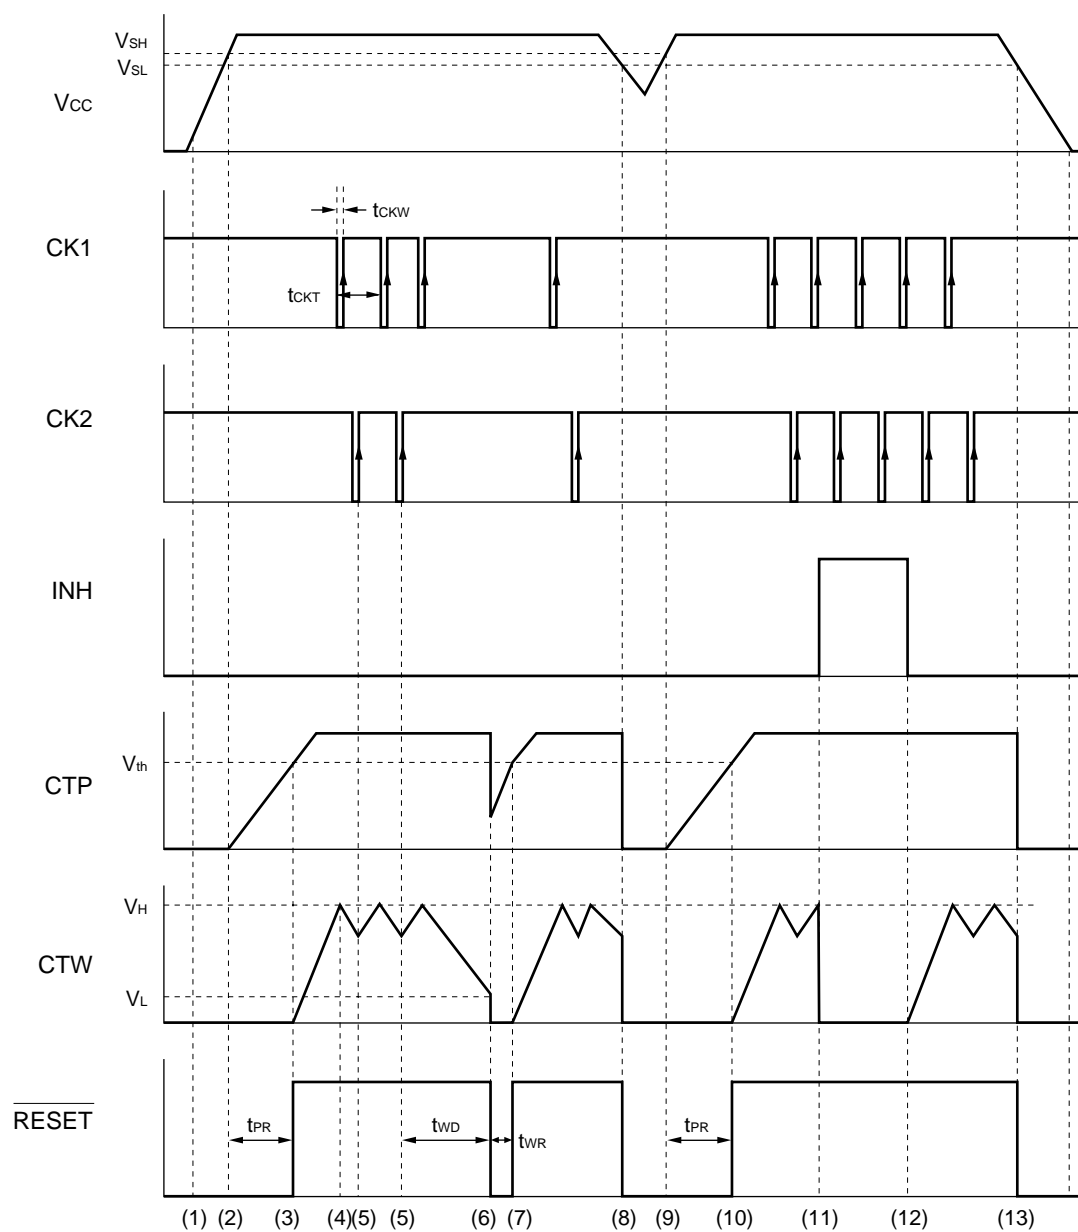 VSH
VSL
VCC
tCKW
CK1
tCKT
CK2
INH
Vth
CTP
VH
CTW
VL
RESET
tPR
tWD
tWR
tPR
(1) (2) (3) (4) (5) (5) (6) (7) (8) (9) (10) (11) (12) (13)